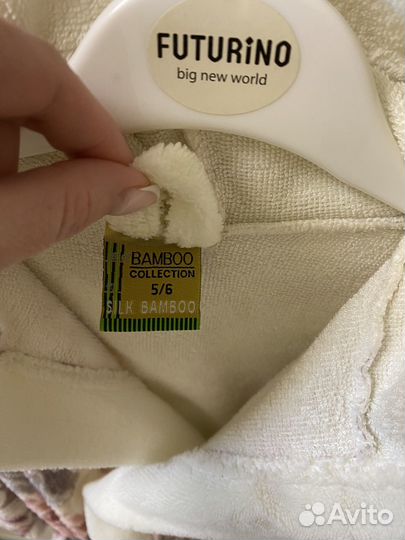 FUTURiNO
big new world
BAMBOO
COLLECTION
5/6
SILK BAMBOO
Avito